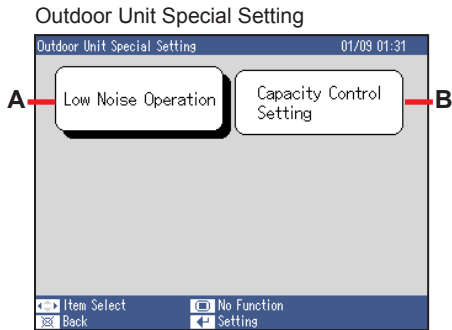 Outdoor Unit Special Setting
Outdoor Unit Special Setting 01/09 01:31
A Low Noise Operation
Capacity Control Setting B
Item Select No Function
Back Setting